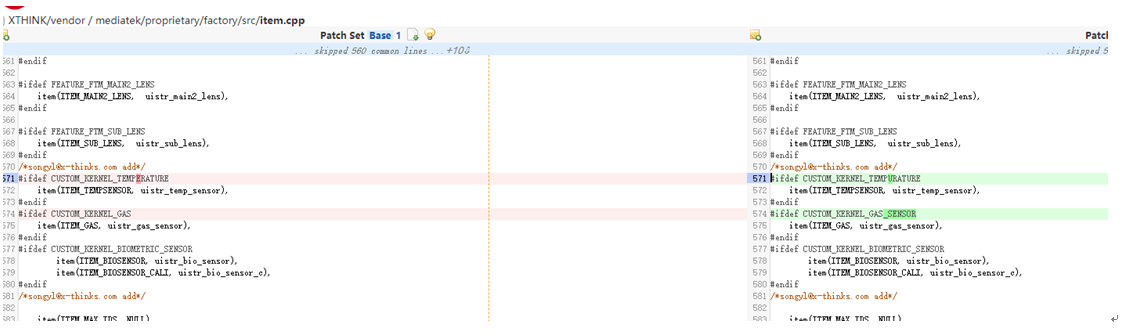 XTHINK/vendor / mediatek/proprietary/factory/src/item.cpp
Patch Set Base 1
Patch
... skipped 560 common lines ...+10⇩
... skipped 5
561 #endif
562
563 #ifdef FEATURE_FTM_MAIN2_LENS
564 item(ITEM_MAIN2_LENS, uistr_main2_lens),
565 #endif
566
567 #ifdef FEATURE_FTM_SUB_LENS
568 item(ITEM_SUB_LENS, uistr_sub_lens),
569 #endif
570 /*songyl@x-thinks.com add*/
571 #ifdef CUSTOM_KERNEL_TEMPERATURE
572 item(ITEM_TEMPSENSOR, uistr_temp_sensor),
573 #endif
574 #ifdef CUSTOM_KERNEL_GAS
575 item(ITEM_GAS, uistr_gas_sensor),
576 #endif
577 #ifdef CUSTOM_KERNEL_BIOMETRIC_SENSOR
578 item(ITEM_BIOSENSOR, uistr_bio_sensor),
579 item(ITEM_BIOSENSOR_CALI, uistr_bio_sensor_c),
580 #endif
581 /*songyl@x-thinks.com add*/
582
583 item(ITEM_MAX_IDS, NULL)
561 #endif
562
563 #ifdef FEATURE_FTM_MAIN2_LENS
564 item(ITEM_MAIN2_LENS, uistr_main2_lens),
565 #endif
566
567 #ifdef FEATURE_FTM_SUB_LENS
568 item(ITEM_SUB_LENS, uistr_sub_lens),
569 #endif
570 /*songyl@x-thinks.com add*/
571 #ifdef CUSTOM_KERNEL_TEMPURATURE
572 item(ITEM_TEMPSENSOR, uistr_temp_sensor),
573 #endif
574 #ifdef CUSTOM_KERNEL_GAS_SENSOR
575 item(ITEM_GAS, uistr_gas_sensor),
576 #endif
577 #ifdef CUSTOM_KERNEL_BIOMETRIC_SENSOR
578 item(ITEM_BIOSENSOR, uistr_bio_sensor),
579 item(ITEM_BIOSENSOR_CALI, uistr_bio_sensor_c),
580 #endif
581 /*songyl@x-thinks.com add*/
582
583 item(ITEM_MAX_IDS, NULL)